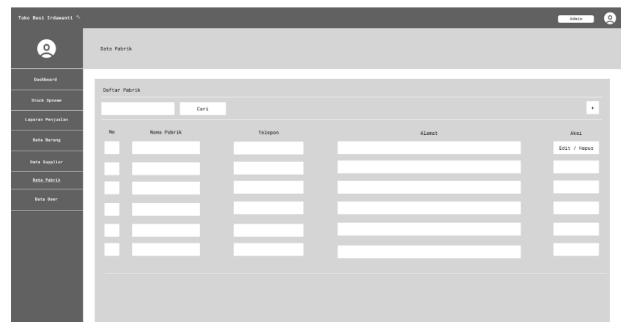 Toko Besi Irdawanti
Admin
Data Pabrik
Dashboard
Stock Opname
Laporan Penjualan
Data Barang
Data Supplier
Data Pabrik
Data User
Daftar Pabrik
Cari
+
No Nama Pabrik Telepon Alamat Aksi
Edit / Hapus